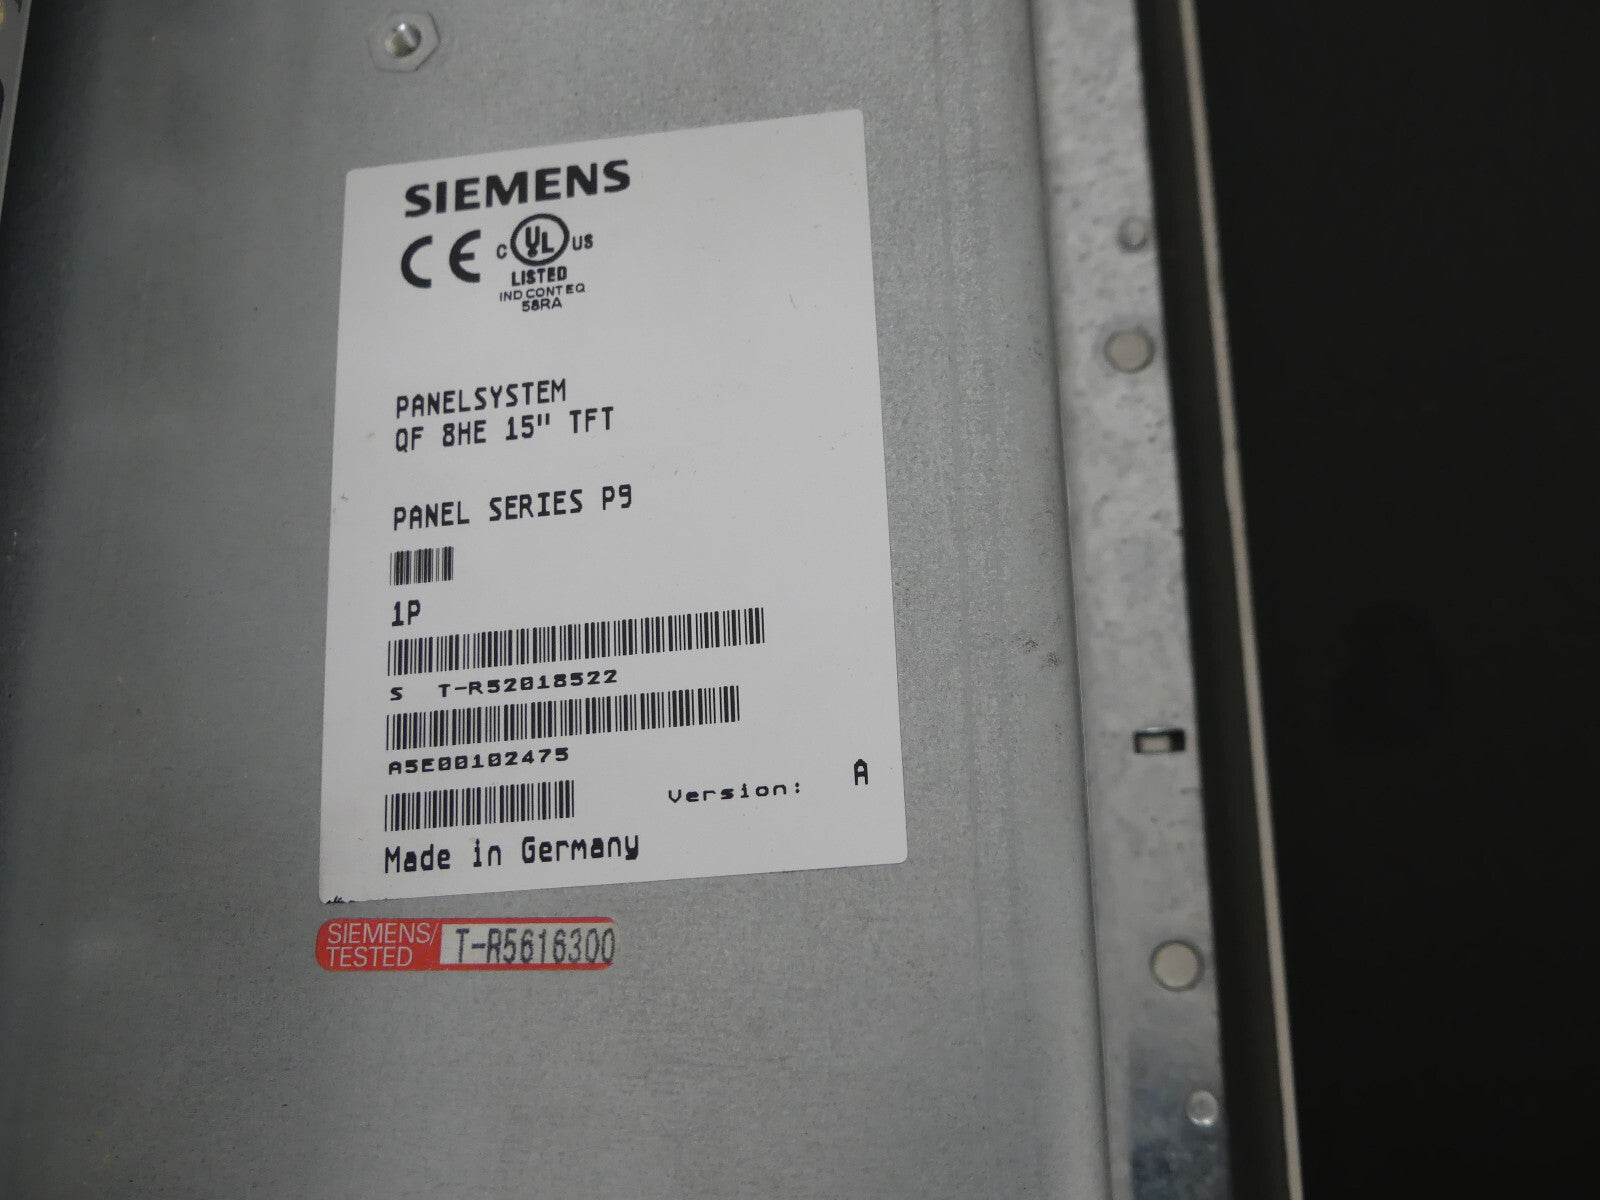 SIEMENS
CE C UL US
LISTED
IND CONT EQ
58RA
PANELSYSTEM
QF 8HE 15" TFT
PANEL SERIES P9
1P
S T-R52018522
A5E00102475
Version: A
Made in Germany
SIEMENS/
TESTED T-R5616300